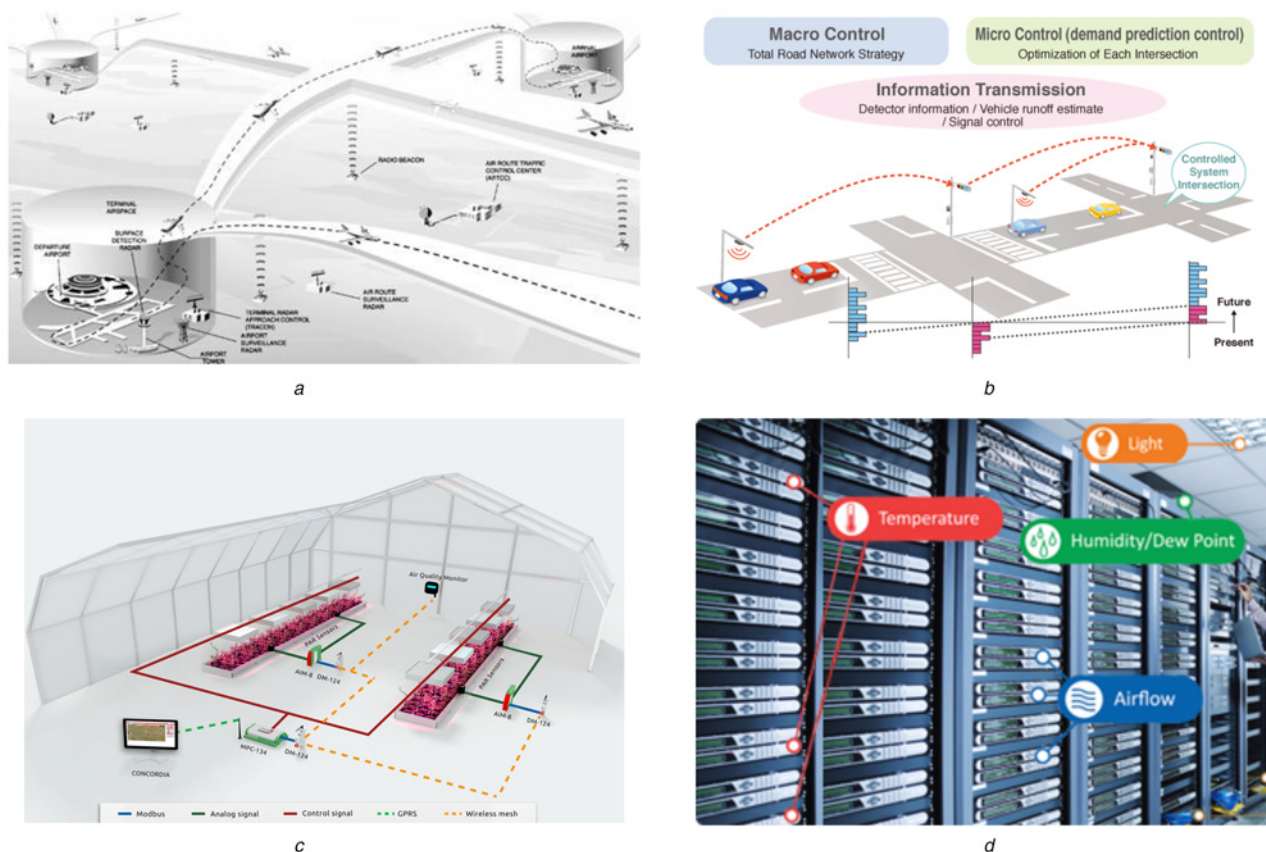 ARRIVAL
AIRPORT
RADIO BEACON
AIR ROUTE TRAFFIC
CONTROL CENTER
(ARTCC)
TERMINAL
AIRSPACE
SURFACE
DETECTION
RADAR
DEPARTURE
AIRPORT
AIR ROUTE
SURVEILLANCE
RADAR
TERMINAL RADAR
APPROACH CONTROL
(TRACON)
AIRPORT
SURVEILLANCE
RADAR
AIRPORT
TOWER
a
Macro Control
Total Road Network Strategy
Micro Control (demand prediction control)
Optimization of Each Intersection
Information Transmission
Detector information / Vehicle runoff estimate
/ Signal control
Controlled
System
Intersection
Future
Present
b
Air Quality Monitor
PAR Sensors
PAR Sensors
AIM-8
DM-124
AIM-8
DM-124
MPC-134
DM-124
CONCORDIA
Modbus
Analog signal
Control signal
GPRS
Wireless mesh
c
Light
Temperature
Humidity/Dew Point
Airflow
d